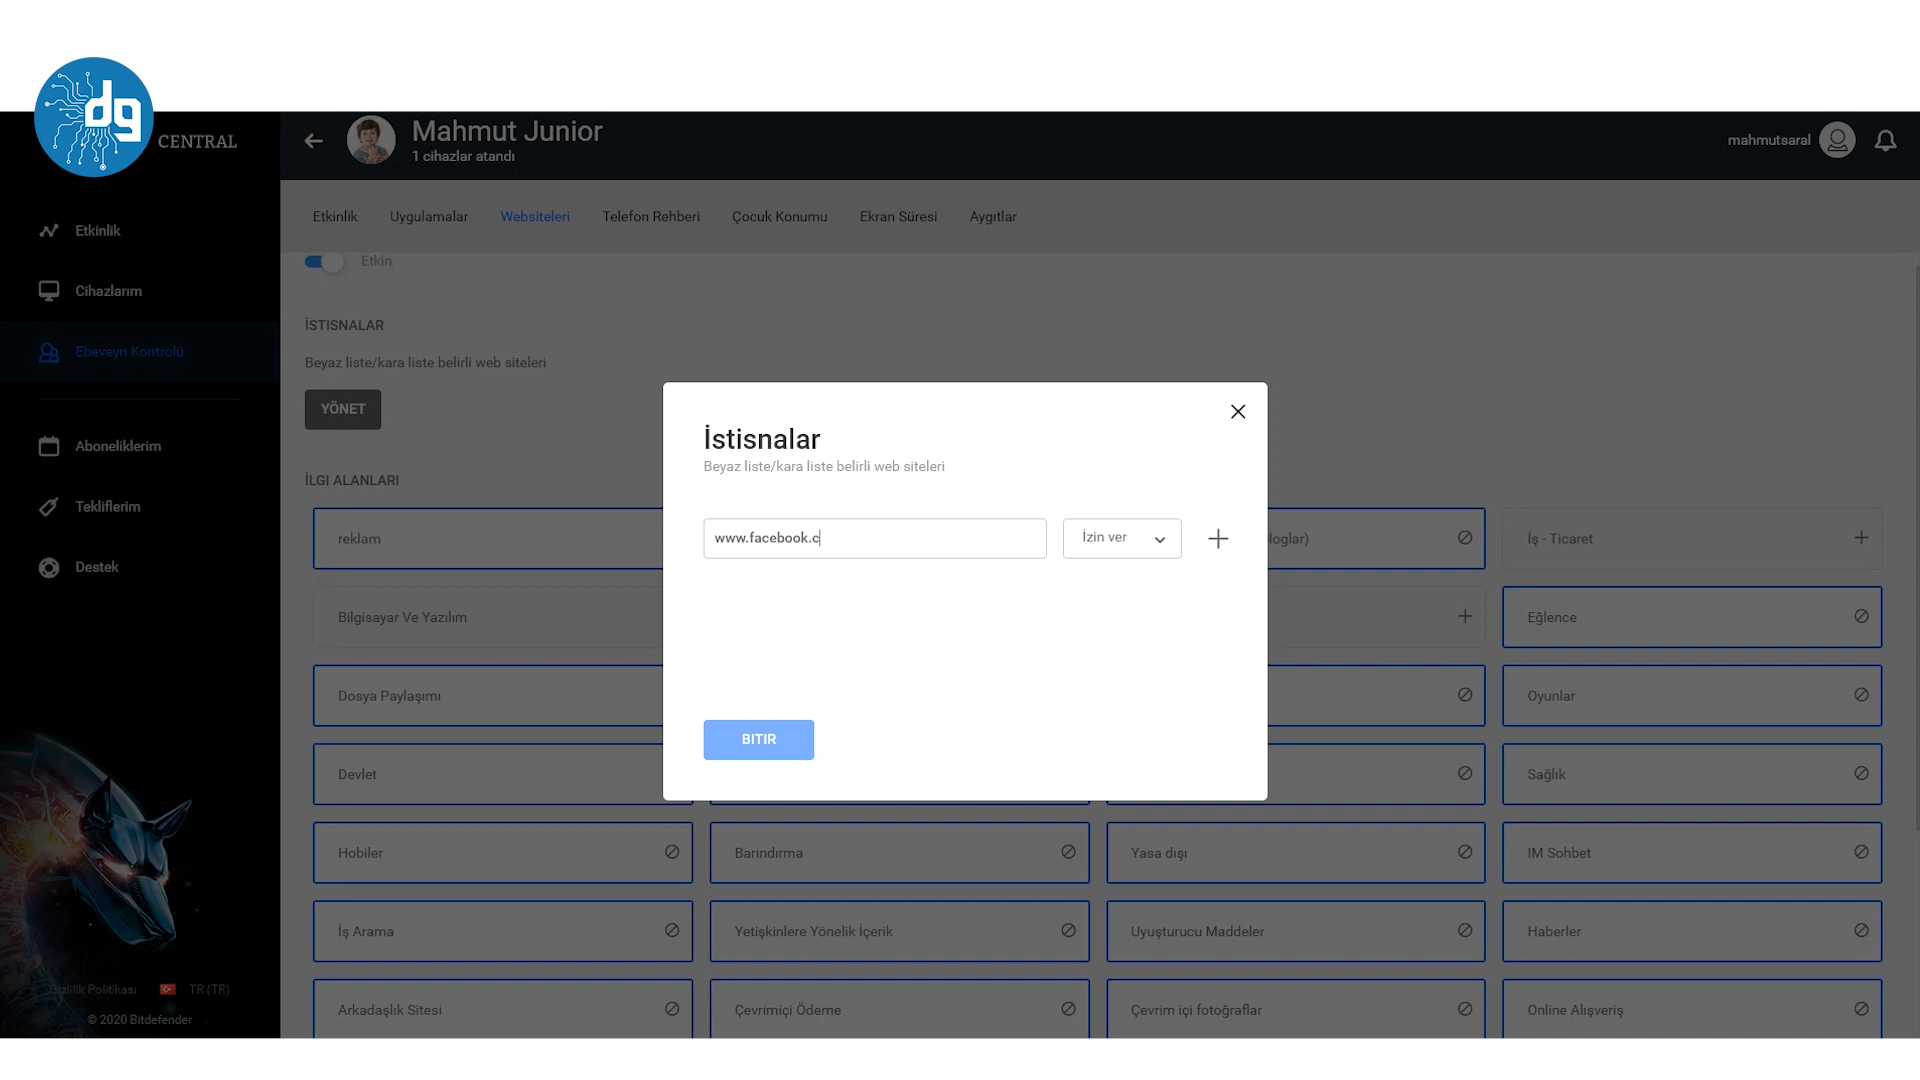 dg
CENTRAL
Mahmut Junior
1 cihazlar atandı
mahmutsaral
Etkinlik
Cihazlarım
Ebeveyn Kontrolü
Aboneliklerim
Tekliflerim
Destek
Gizlilik Politikası
TR (TR)
© 2020 Bitdefender
Etkinlik
Uygulamalar
Websiteleri
Telefon Rehberi
Çocuk Konumu
Ekran Süresi
Aygıtlar
Etkin
İSTISNALAR
Beyaz liste/kara liste belirli web siteleri
YÖNET
İLGI ALANLARI
İstisnalar
Beyaz liste/kara liste belirli web siteleri
www.facebook.c
İzin ver
BITIR
reklam
loglar)
İş - Ticaret
Bilgisayar Ve Yazılım
Eğlence
Dosya Paylaşımı
Oyunlar
Devlet
Sağlık
Hobiler
Barındırma
Yasa dışı
IM Sohbet
İş Arama
Yetişkinlere Yönelik İçerik
Uyuşturucu Maddeler
Haberler
Arkadaşlık Sitesi
Çevrimiçi Ödeme
Çevrim içi fotoğraflar
Online Alışveriş